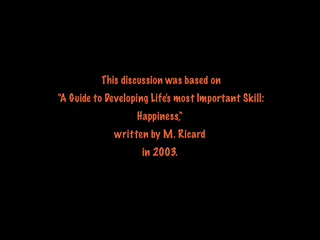 This discussion was based on
"A Guide to Developing Life's most Important Skill:
Happiness,"
written by M. Ricard
in 2003.